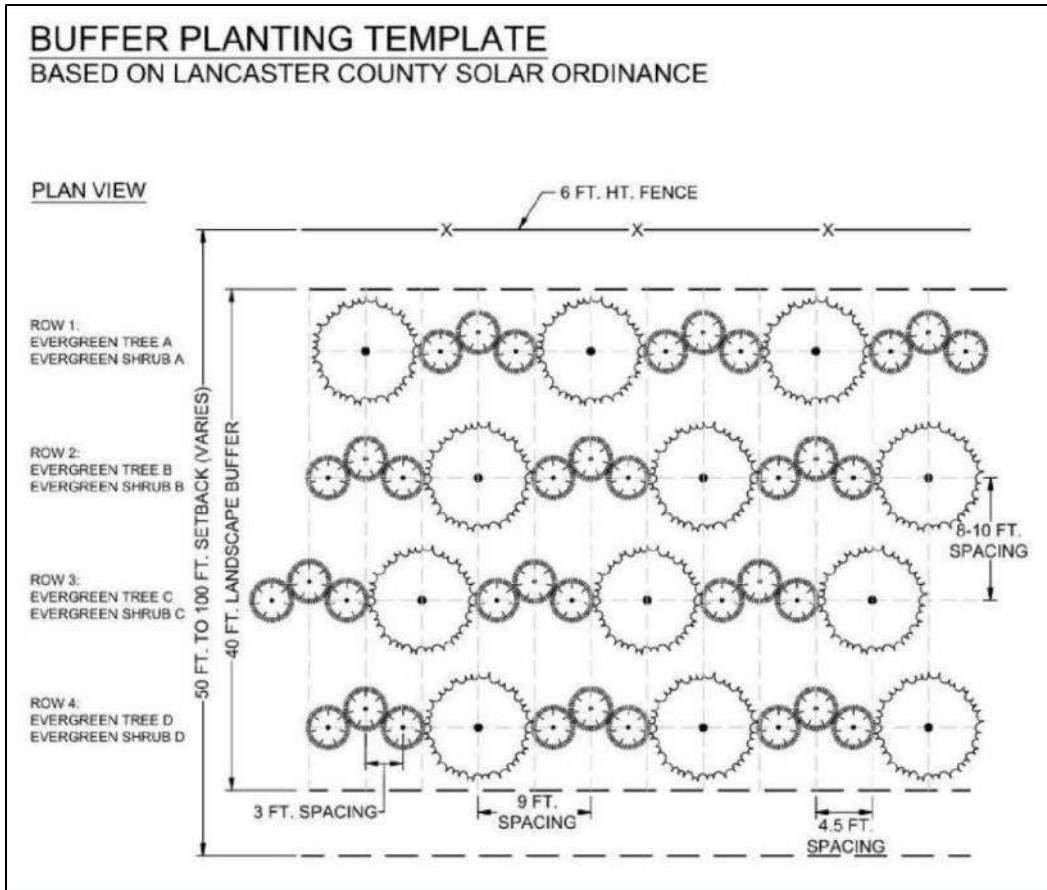 BUFFER PLANTING TEMPLATE
BASED ON LANCASTER COUNTY SOLAR ORDINANCE
PLAN VIEW
6 FT. HT. FENCE
X X X
ROW 1:
EVERGREEN TREE A
EVERGREEN SHRUB A
ROW 2:
EVERGREEN TREE B
EVERGREEN SHRUB B
ROW 3:
EVERGREEN TREE C
EVERGREEN SHRUB C
ROW 4:
EVERGREEN TREE D
EVERGREEN SHRUB D
50 FT. TO 100 FT. SETBACK (VARIES)
40 FT. LANDSCAPE BUFFER
8-10 FT.
SPACING
3 FT. SPACING
9 FT.
SPACING
4.5 FT.
SPACING